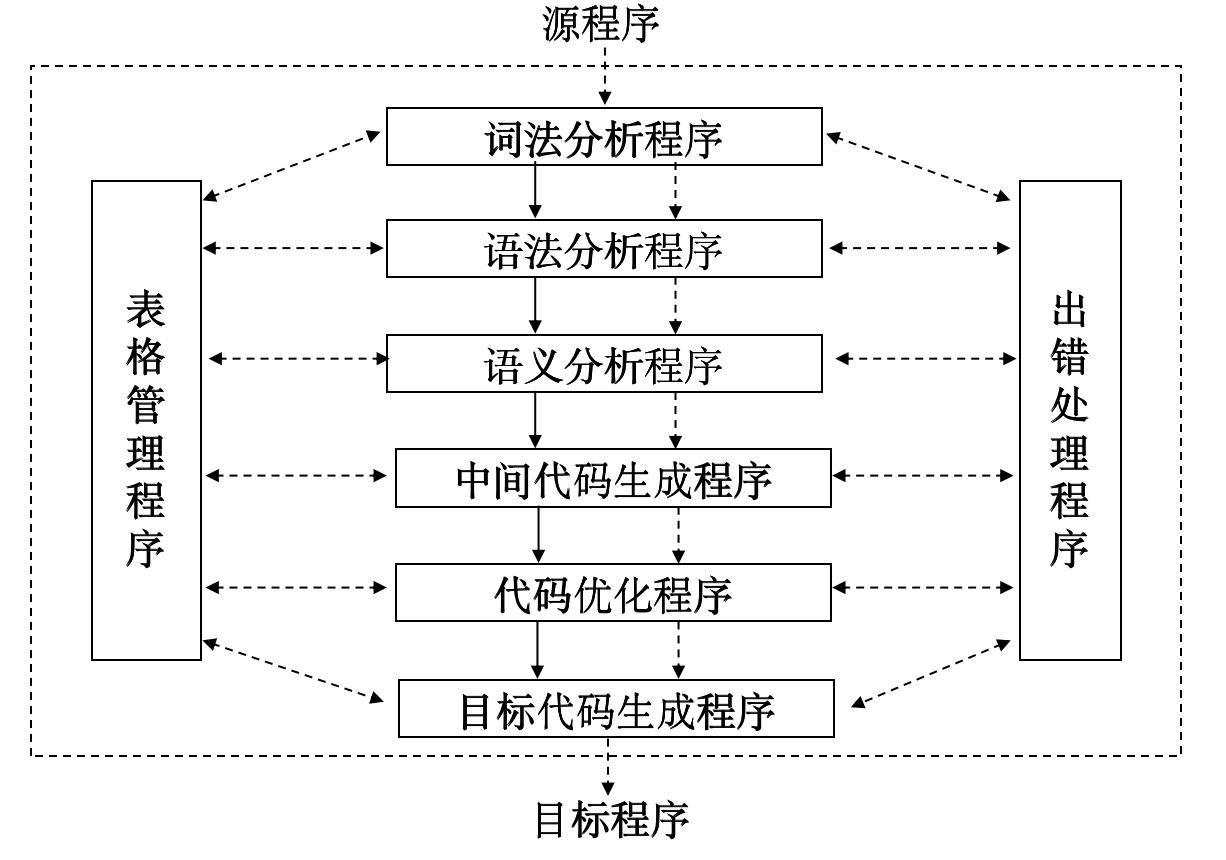 源程序
词法分析程序
语法分析程序
语义分析程序
中间代码生成程序
代码优化程序
目标代码生成程序
表格管理程序
出错处理程序
目标程序